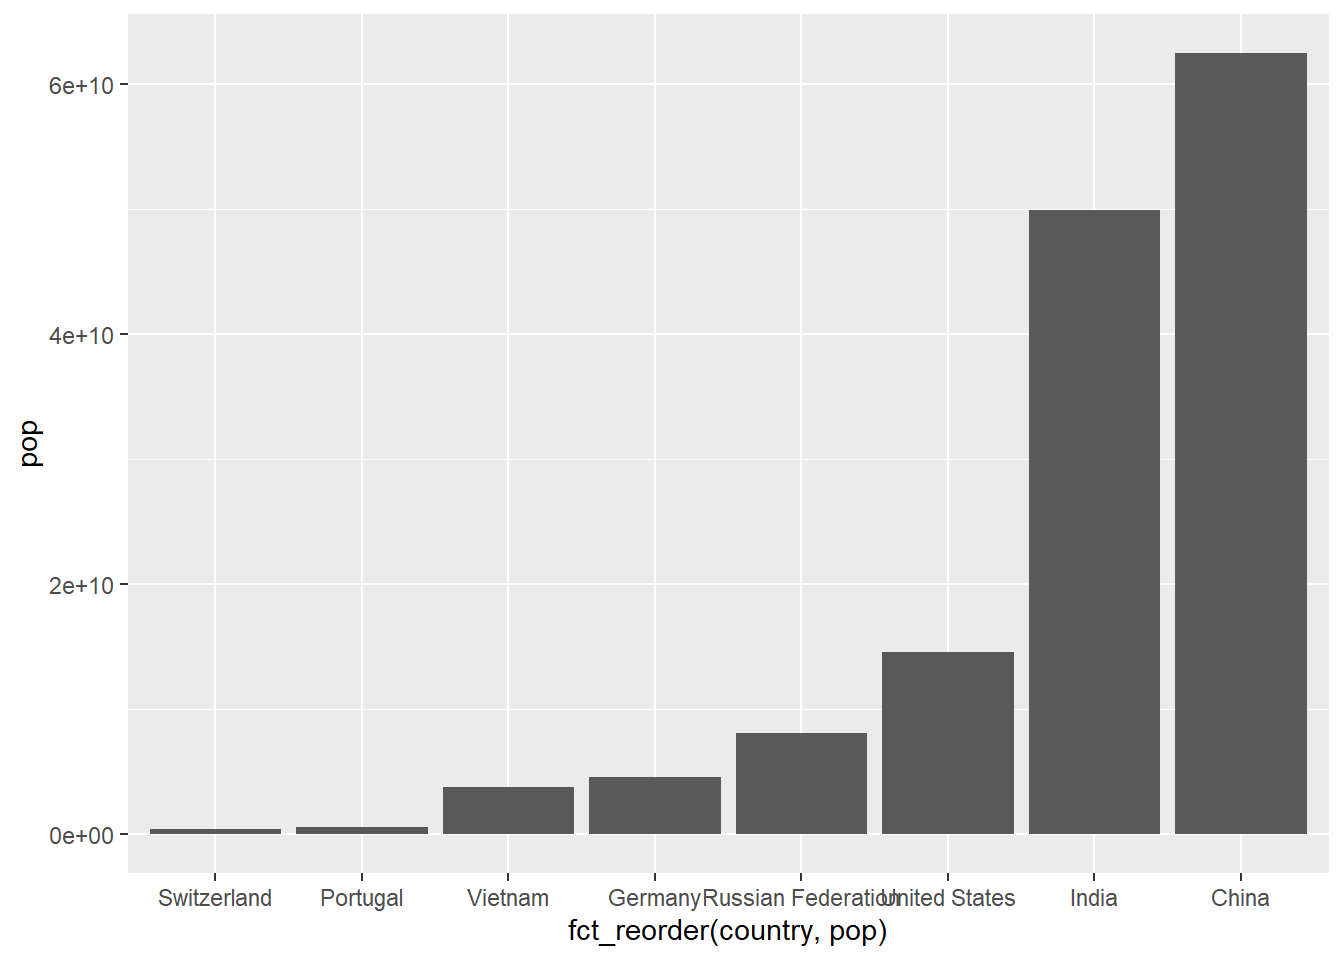 6e+10
4e+10
2e+10
0e+00
pop
Switzerland Portugal Vietnam Germany Russian Federation United States India China
fct_reorder(country, pop)